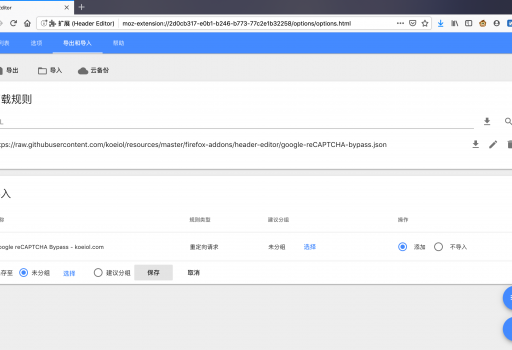 Editor
扩展 (Header Editor) moz-extension://2d0cb317-e0b1-b246-b773-77c2e1b32258/options/options.html
列表 选项 导出和导入 帮助
导出 导入 云备份
载规则
L
tps://raw.githubusercontent.com/koeiol/resources/master/firefox-addons/header-editor/google-reCAPTCHA-bypass.json
入
称 规则类型 建议分组 操作
oogle reCAPTCHA Bypass - koeiol.com 重定向请求 未分组 选择 添加 不导入
存至 未分组 选择 建议分组 保存 取消